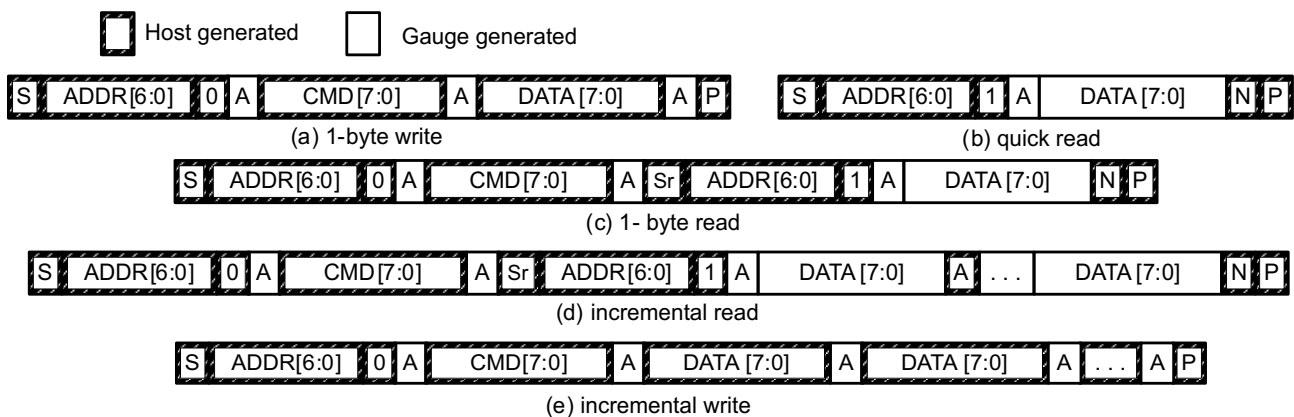 Host generated Gauge generated
S ADDR[6:0] 0 A CMD[7:0] A DATA [7:0] A P
(a) 1-byte write
S ADDR[6:0] 1 A DATA [7:0] N P
(b) quick read
S ADDR[6:0] 0 A CMD[7:0] A Sr ADDR[6:0] 1 A DATA [7:0] N P
(c) 1- byte read
S ADDR[6:0] 0 A CMD[7:0] A Sr ADDR[6:0] 1 A DATA [7:0] A . . . DATA [7:0] N P
(d) incremental read
S ADDR[6:0] 0 A CMD[7:0] A DATA [7:0] A DATA [7:0] A . . . A P
(e) incremental write